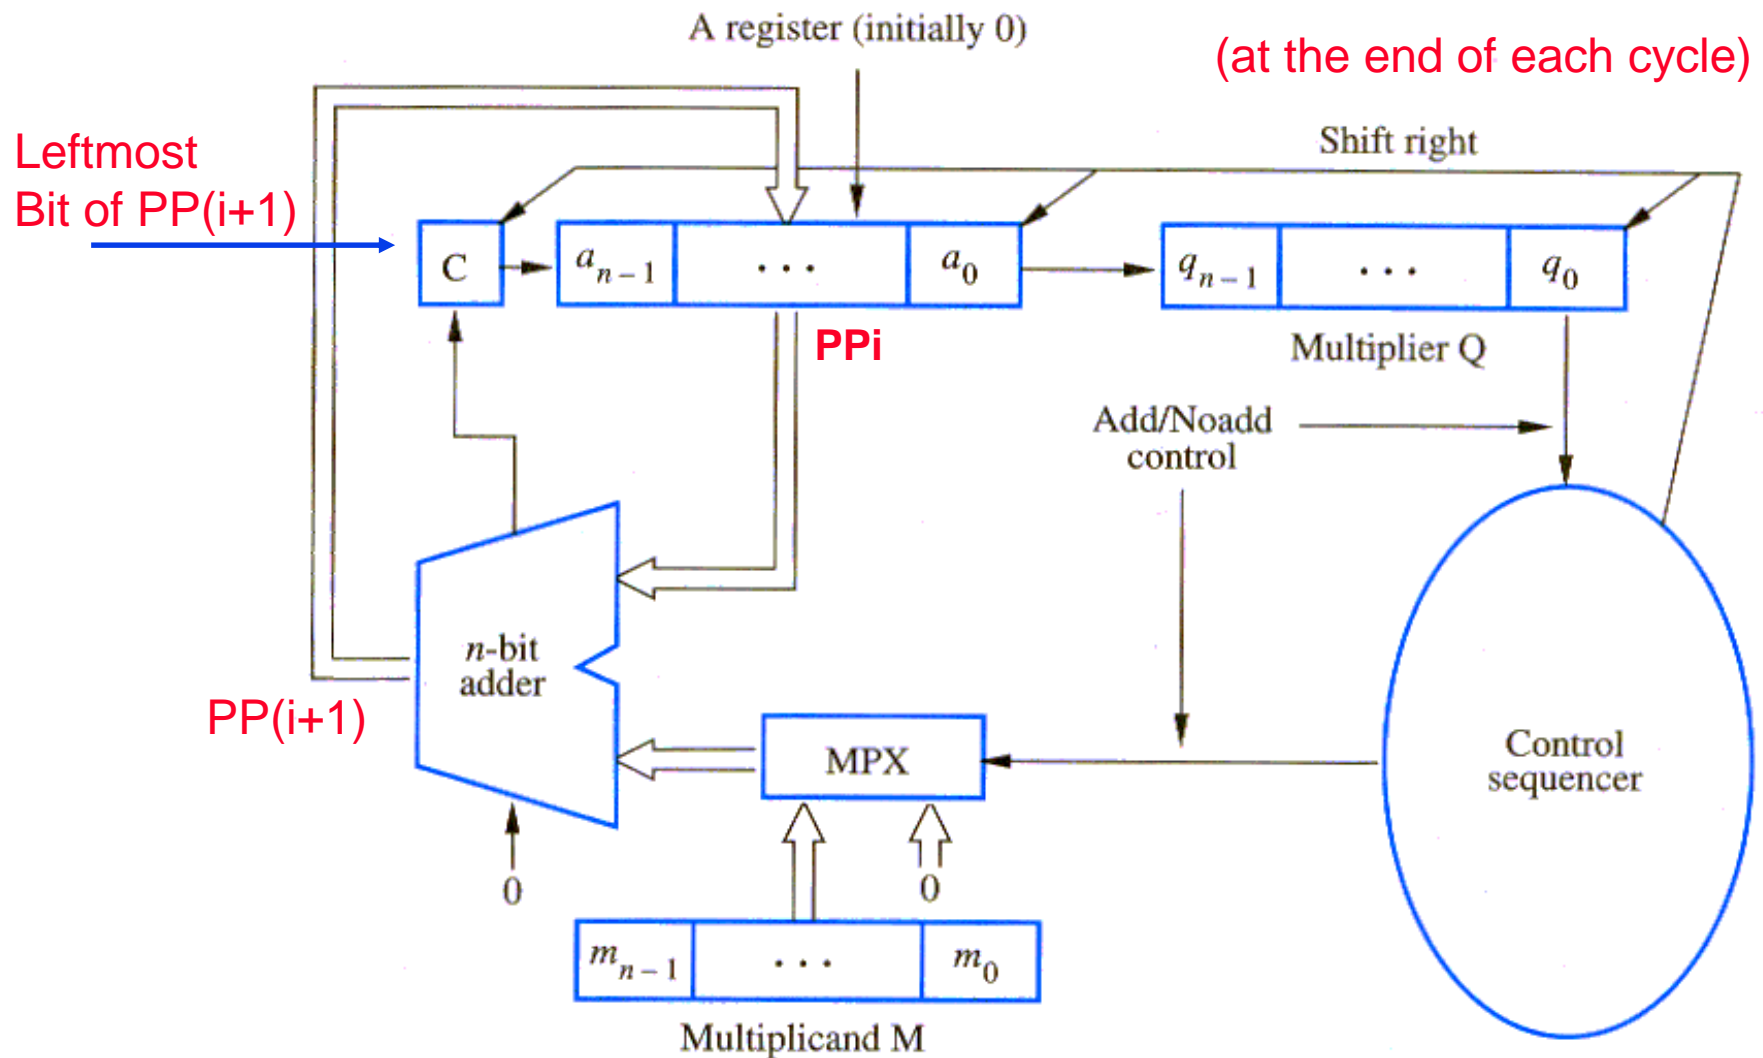 A register (initially 0)
(at the end of each cycle)
Leftmost
Bit of PP(i+1)
Shift right
C
a n – 1
. . .
a 0
q n – 1
. . .
q 0
PPi
Multiplier Q
Add/Noadd
control
n-bit
adder
PP(i+1)
MPX
Control
sequencer
0
0
m n – 1
. . .
m 0
Multiplicand M